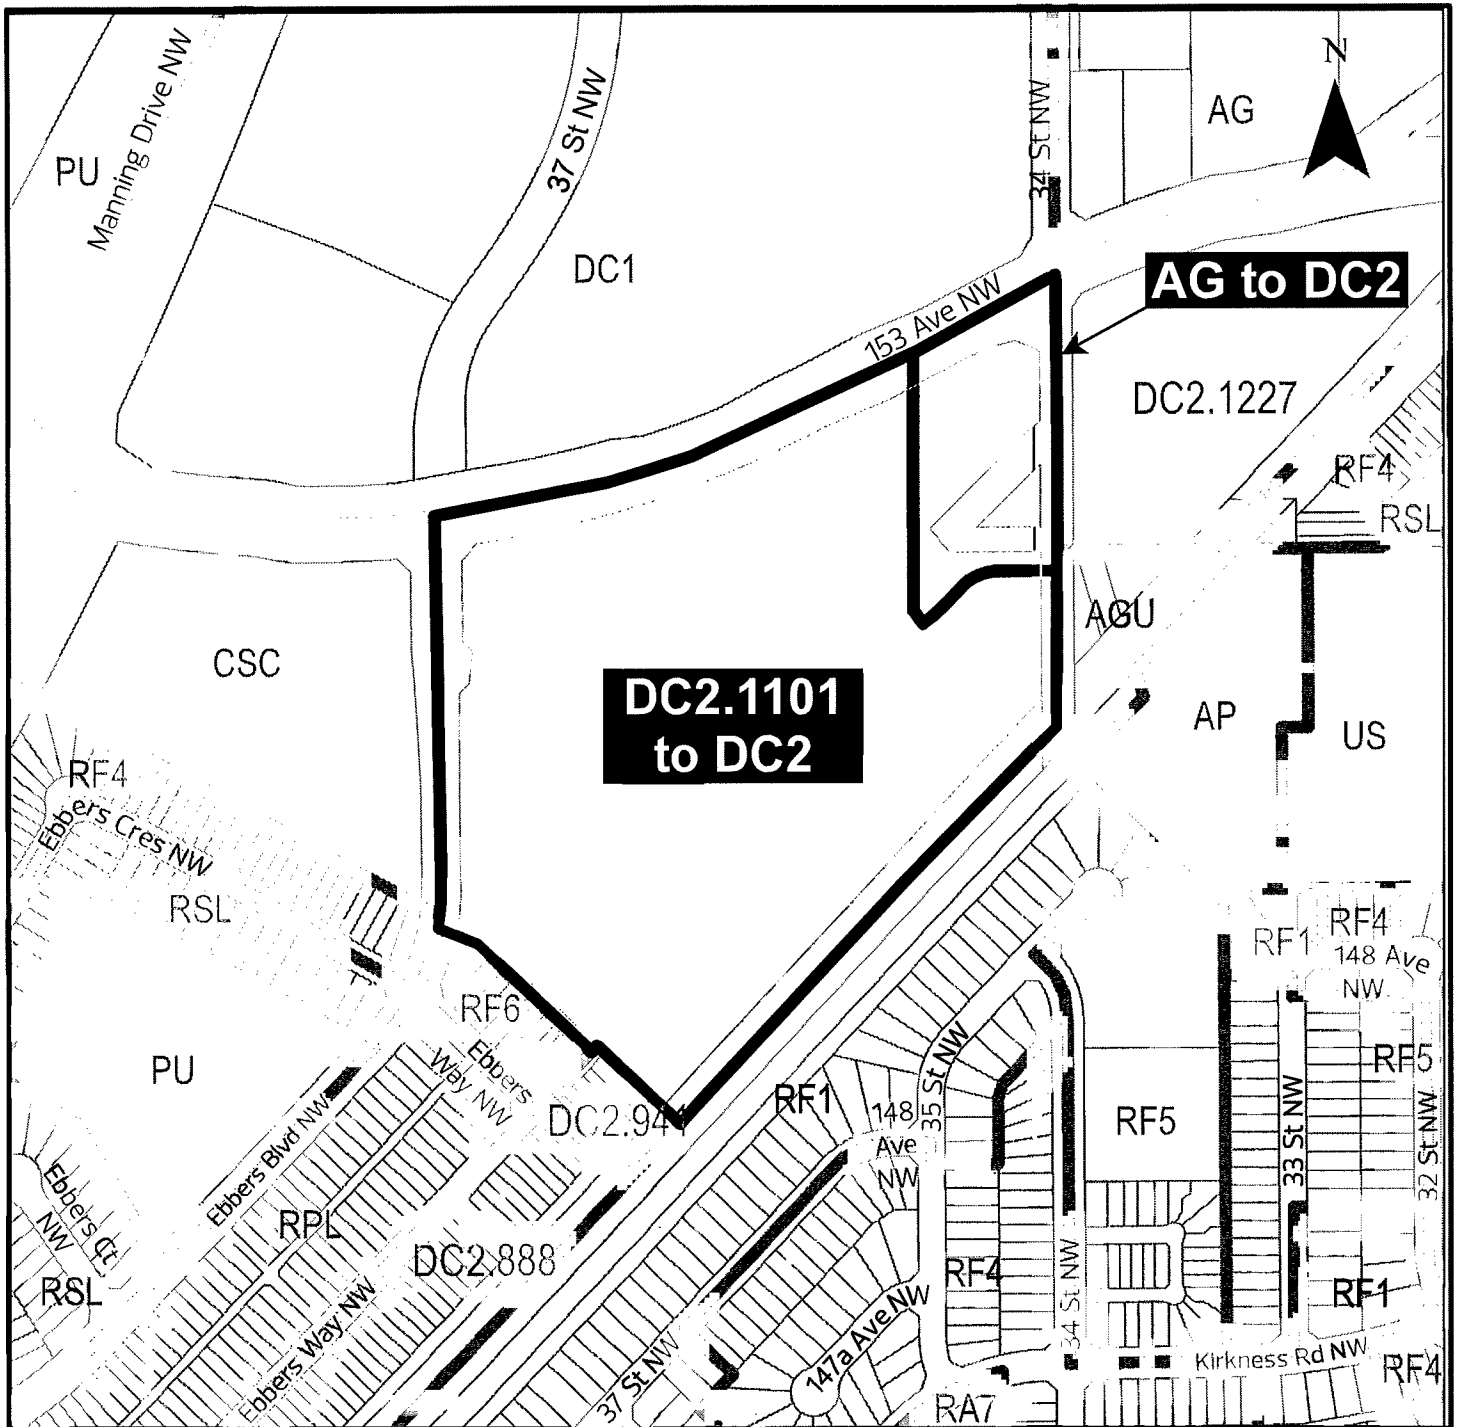 N
Manning Drive NW
37 St NW
34 St NW
AG
PU
DC1
153 Ave NW
AG to DC2
DC2.1227
RF4
RSL
AGU
CSC
DC2.1101
to DC2
AP
US
RF4
Ebbers Cres NW
RSL
RF4
RF1
148 Ave
NW
RF6
Ebbers
Way NW
35 St NW
PU
RF5
RF1
DC2.941
148
Ave
NW
RF5
33 St NW
32 St NW
Ebbers Blvd NW
Ebbers Ct
NW
RPL
DC2.888
RSL
RF4
34 St NW
RF1
Ebbers Way NW
147a Ave NW
37 St NW
Kirkness Rd NW
RF4
RA7